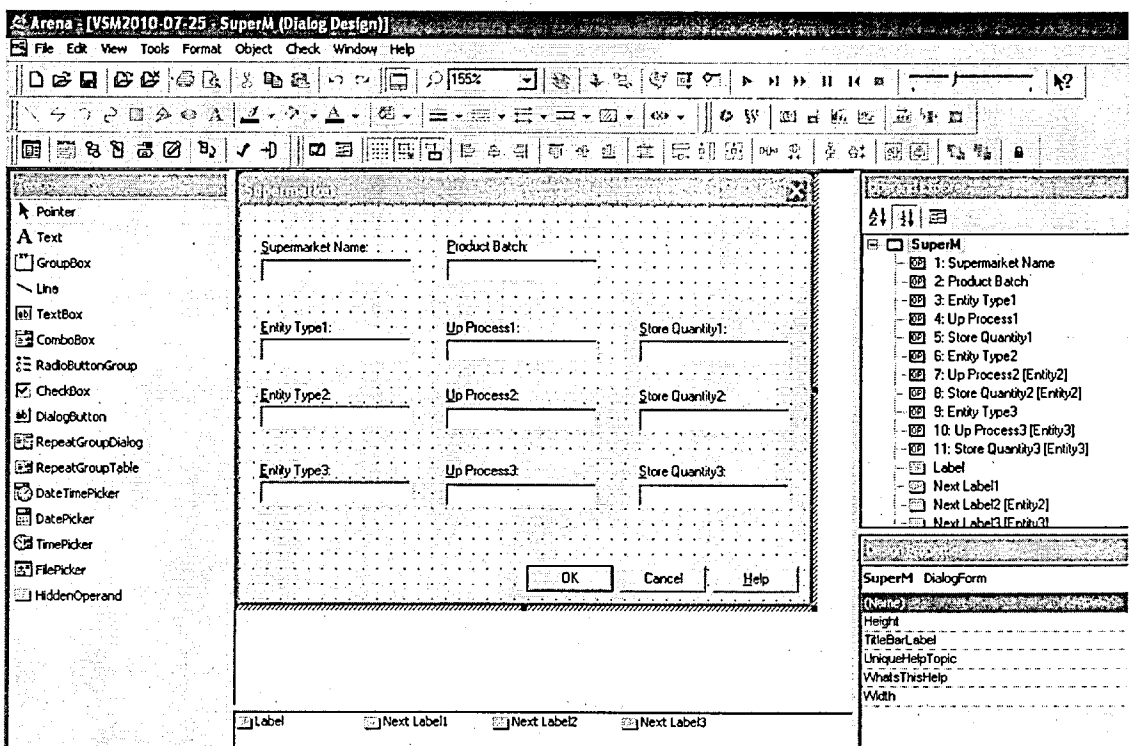 Arena - [VSM2010-07-25 - SuperM (Dialog Design)]
File Edit View Tools Format Object Check Window Help
155%
Pointer
A Text
GroupBox
Line
TextBox
ComboBox
RadioButtonGroup
CheckBox
DialogButton
RepeatGroupDialog
RepeatGroupTable
DateTimePicker
DatePicker
TimePicker
FilePicker
HiddenOperand
Supermarket Name: Product Batch:
Entity Type1: Up Process1: Store Quantity1:
Entity Type2: Up Process2: Store Quantity2:
Entity Type3: Up Process3: Store Quantity3:
OK Cancel Help
Label Next Label1 Next Label2 Next Label3
SuperM
1: Supermarket Name
2: Product Batch
3: Entity Type1
4: Up Process1
5: Store Quantity1
6: Entity Type2
7: Up Process2 [Entity2]
8: Store Quantity2 [Entity2]
9: Entity Type3
10: Up Process3 [Entity3]
11: Store Quantity3 [Entity3]
Label
Next Label1
Next Label2 [Entity2]
Next Label3 [Entity3]
SuperM DialogForm
(Name)
Height
TitleBarLabel
UniqueHelpTopic
WhatsThisHelp
Width